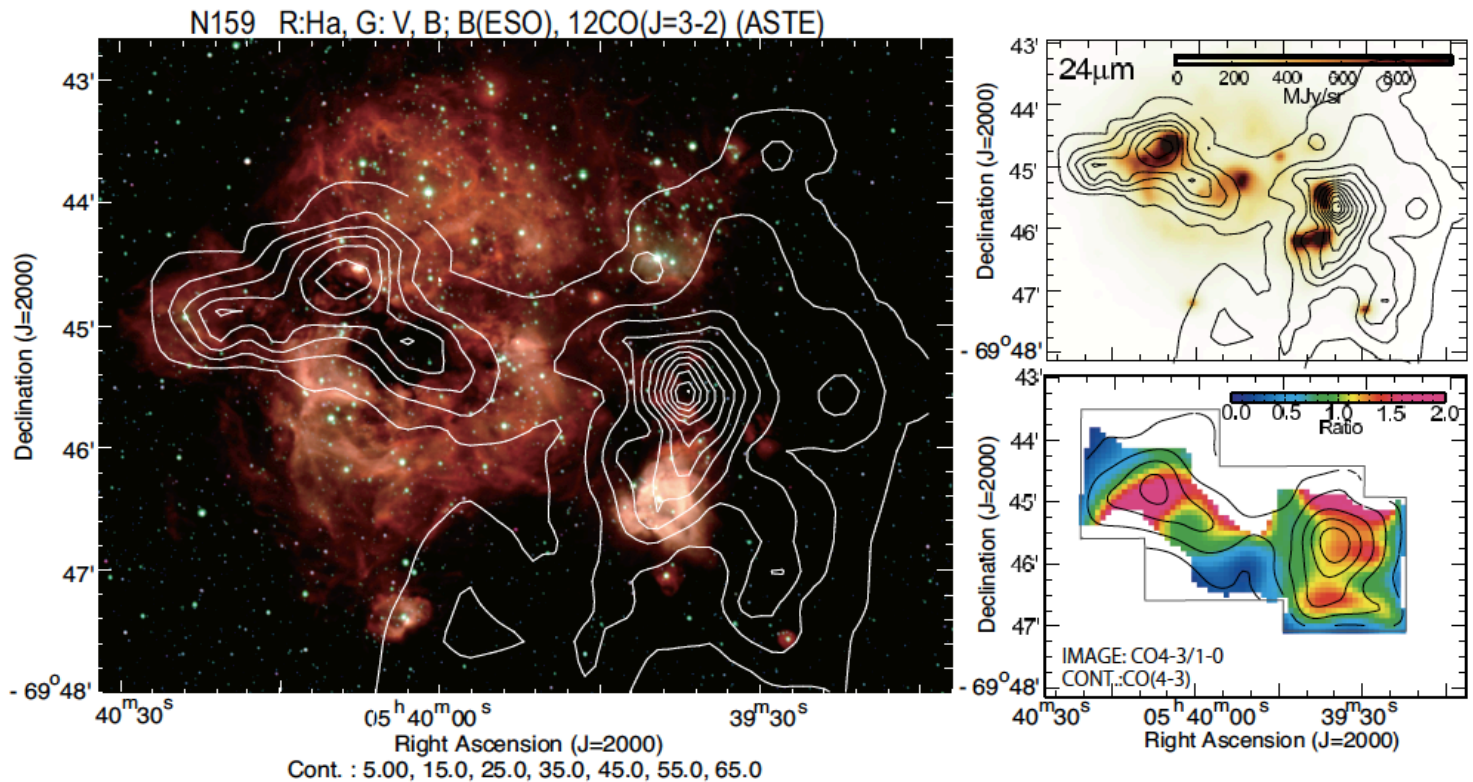 N159 R:Ha, G: V, B; B(ESO), 12CO(J=3-2) (ASTE)
43'
44'
45'
46'
47'
- 69°48'
Declination (J=2000)
40ᵐ30ˢ
05ʰ40ᵐ00ˢ
39ᵐ30ˢ
Right Ascension (J=2000)
Cont. : 5.00, 15.0, 25.0, 35.0, 45.0, 55.0, 65.0
24μm
0 200 400 600 800
MJy/sr
43'
44'
45'
46'
47'
- 69°48'
Declination (J=2000)
0.0 0.5 1.0 1.5 2.0
Ratio
43'
44'
45'
46'
47'
- 69°48'
Declination (J=2000)
IMAGE: CO4-3/1-0
CONT.:CO(4-3)
40ᵐ30ˢ
05ʰ40ᵐ00ˢ
39ᵐ30ˢ
Right Ascension (J=2000)